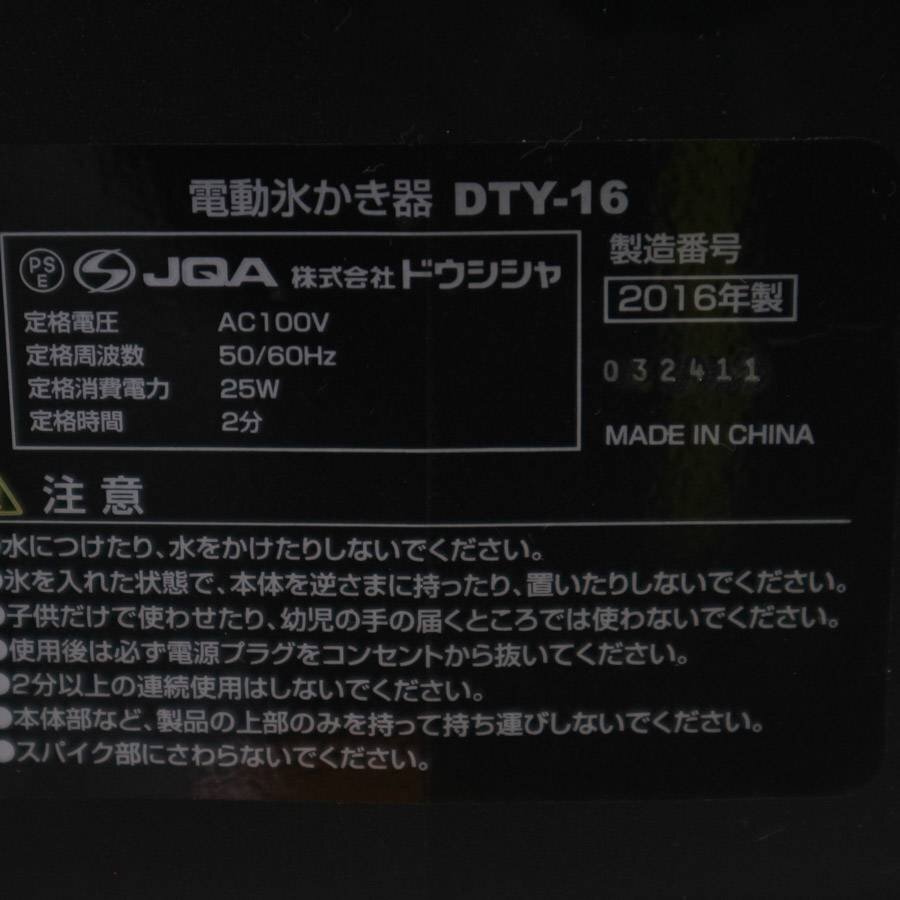 電動氷かき器 DTY-16
PS
E
JQA 株式会社ドウシシャ
定格電圧 AC100V
定格周波数 50/60Hz
定格消費電力 25W
定格時間 2分
製造番号
2016年製
032411
MADE IN CHINA
注意
●水につけたり、水をかけたりしないでください。
●氷を入れた状態で、本体を逆さまに持ったり、置いたりしないでください。
●子供だけで使わせたり、幼児の手の届くところでは使わないでください。
●使用後は必ず電源プラグをコンセントから抜いてください。
●2分以上の連続使用はしないでください。
●本体部など、製品の上部のみを持って持ち運びしないでください。
●スパイク部にさわらないでください。